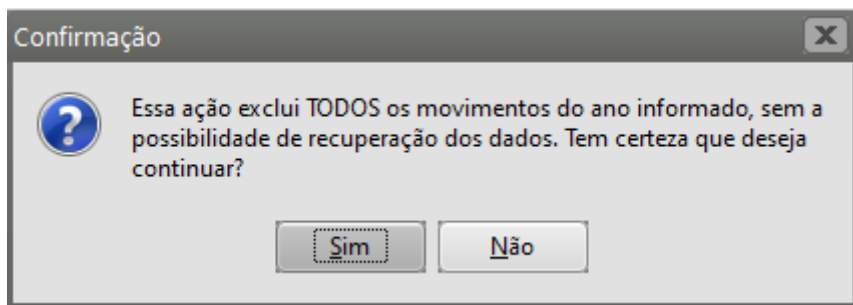 Confirmação
Essa ação exclui TODOS os movimentos do ano informado, sem a
possibilidade de recuperação dos dados. Tem certeza que deseja
continuar?
Sim Não